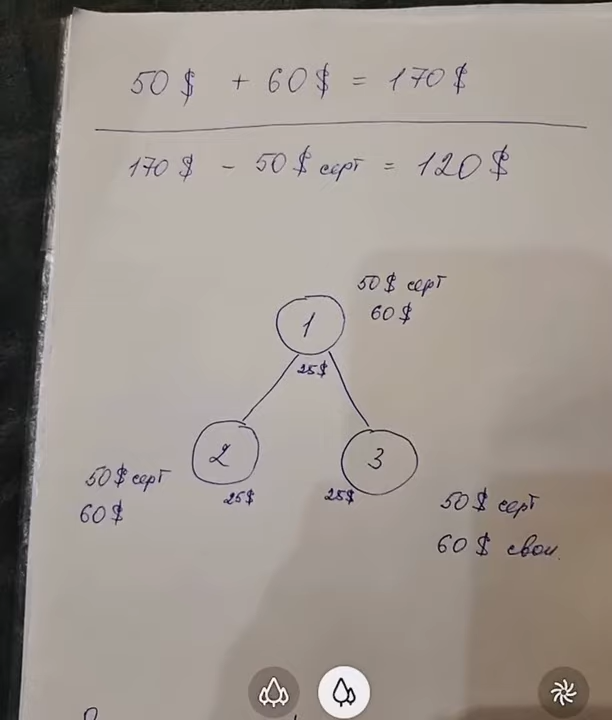 50$ + 60$ = 170$
170$ - 50$ серт = 120$
50$ серт
60$
1
25$
2
3
50$ серт
60$
25$
25$
50$ серт
60$ свои.